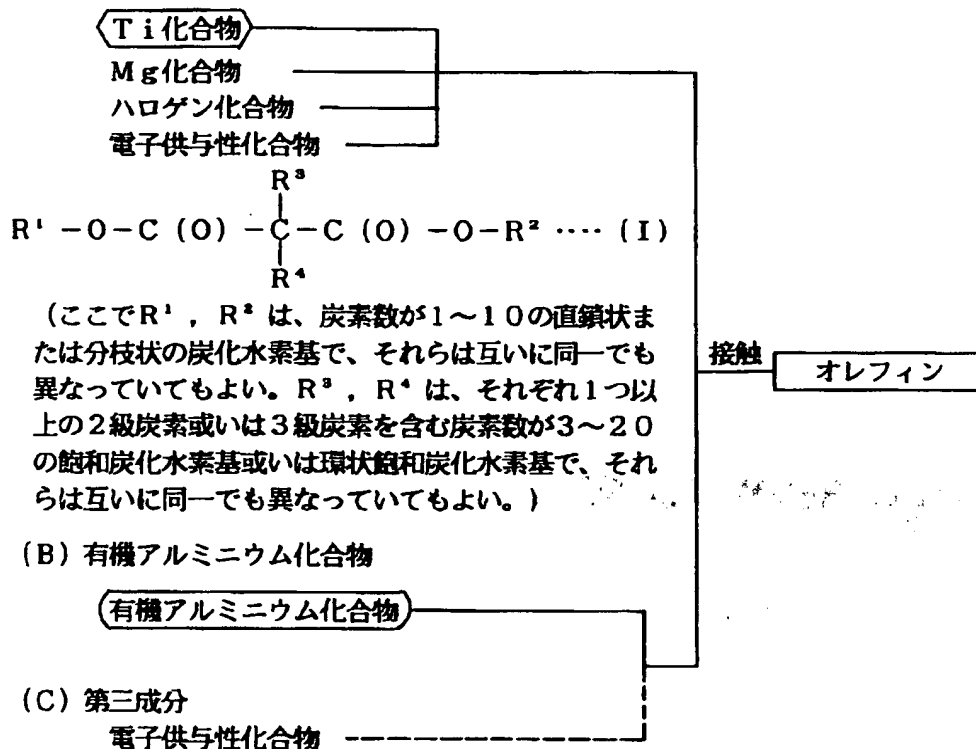 Ti化合物
Mg化合物
ハロゲン化合物
電子供与性化合物
R³
R¹ -O-C (O) -C-C (O) -O-R² ···· (I)
R⁴
(ここでR¹ , R² は、炭素数が1~10の直鎖状ま
たは分枝状の炭化水素基で、それらは互いに同一でも
異なっていてもよい。R³ , R⁴ は、それぞれ1つ以
上の2級炭素或いは3級炭素を含む炭素数が3~20
の飽和炭化水素基或いは環状飽和炭化水素基で、それ
らは互いに同一でも異なっていてもよい。)
接触
オレフィン
(B) 有機アルミニウム化合物
有機アルミニウム化合物
(C) 第三成分
電子供与性化合物